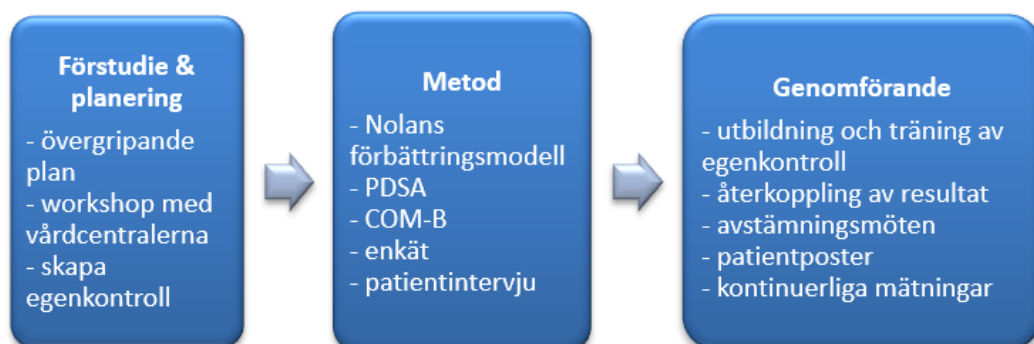 Förstudie &
planering
- övergripande
plan
- workshop med
vårdcentralerna
- skapa
egenkontroll
Metod
- Nolans
förbättringsmodell
- PDSA
- COM-B
- enkät
- patientintervju
Genomförande
- utbildning och träning av
egenkontroll
- återkoppling av resultat
- avstämningsmöten
- patientposter
- kontinuerliga mätningar